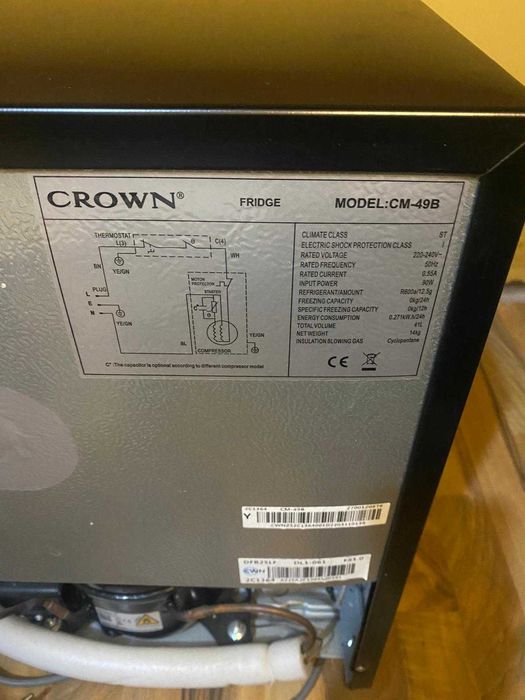 CROWN® FRIDGE MODEL:CM-49B
THERMOSTAT
L(3) C(4)
BN YE/GN WH
PLUG
L
E
N
YE/GN
MOTOR
PROTECTOR
STARTER
BL
YE/GN
COMPRESSOR
C* :The capacitor is optional according to different compressor model
CLIMATE CLASS ST
ELECTRIC SHOCK PROTECTION CLASS I
RATED VOLTAGE 220-240V~
RATED FREQUENCY 50Hz
RATED CURRENT 0.55A
INPUT POWER 90W
REFRIGERANT/AMOUNT R600a/12.5g
FREEZING CAPACITY 0kg/24h
SPECIFIC FREEZING CAPACITY 0kg/12h
ENERGY CONSUMPTION 0.271kW.h/24h
TOTAL VOLUME 41L
NET WEIGHT 14kg
INSULATION BLOWING GAS Cyclopentane
CE
2C1364 CM-49B
Y
CWN
2C1364